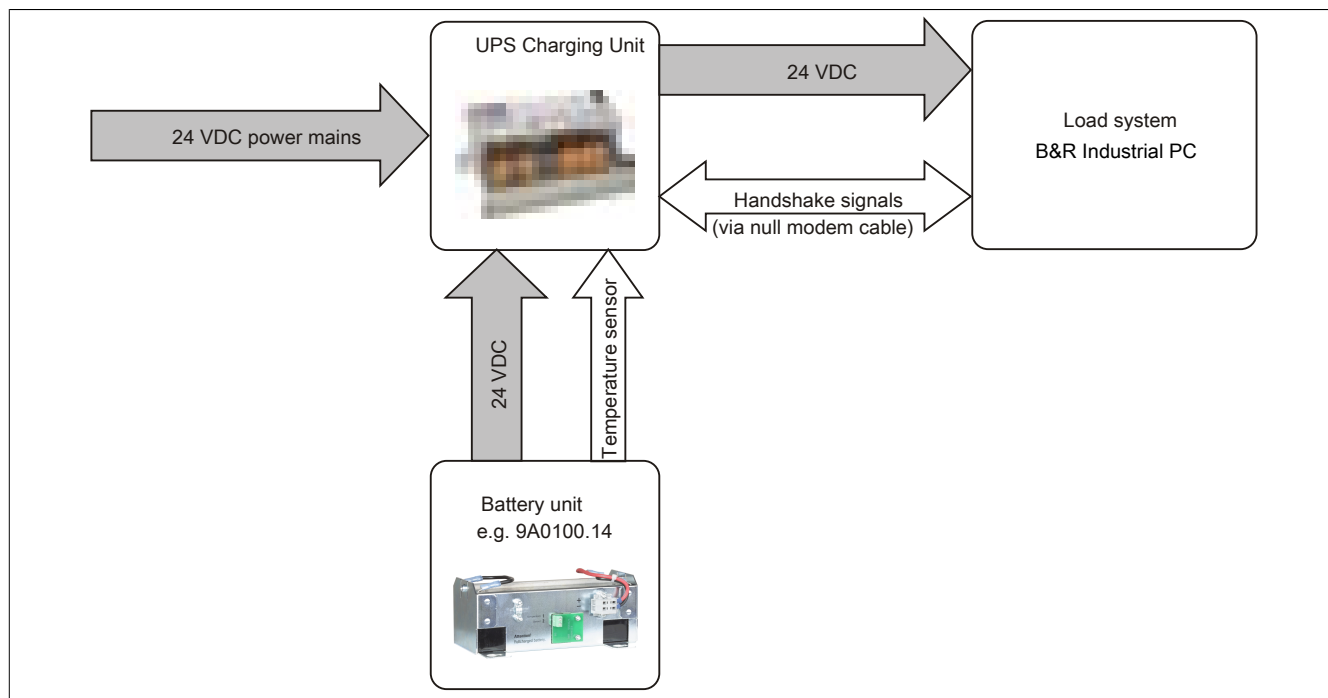 UPS Charging Unit
24 VDC
24 VDC power mains
Load system
B&R Industrial PC
Handshake signals
(via null modem cable)
24 VDC
Temperature sensor
Battery unit
e.g. 9A0100.14